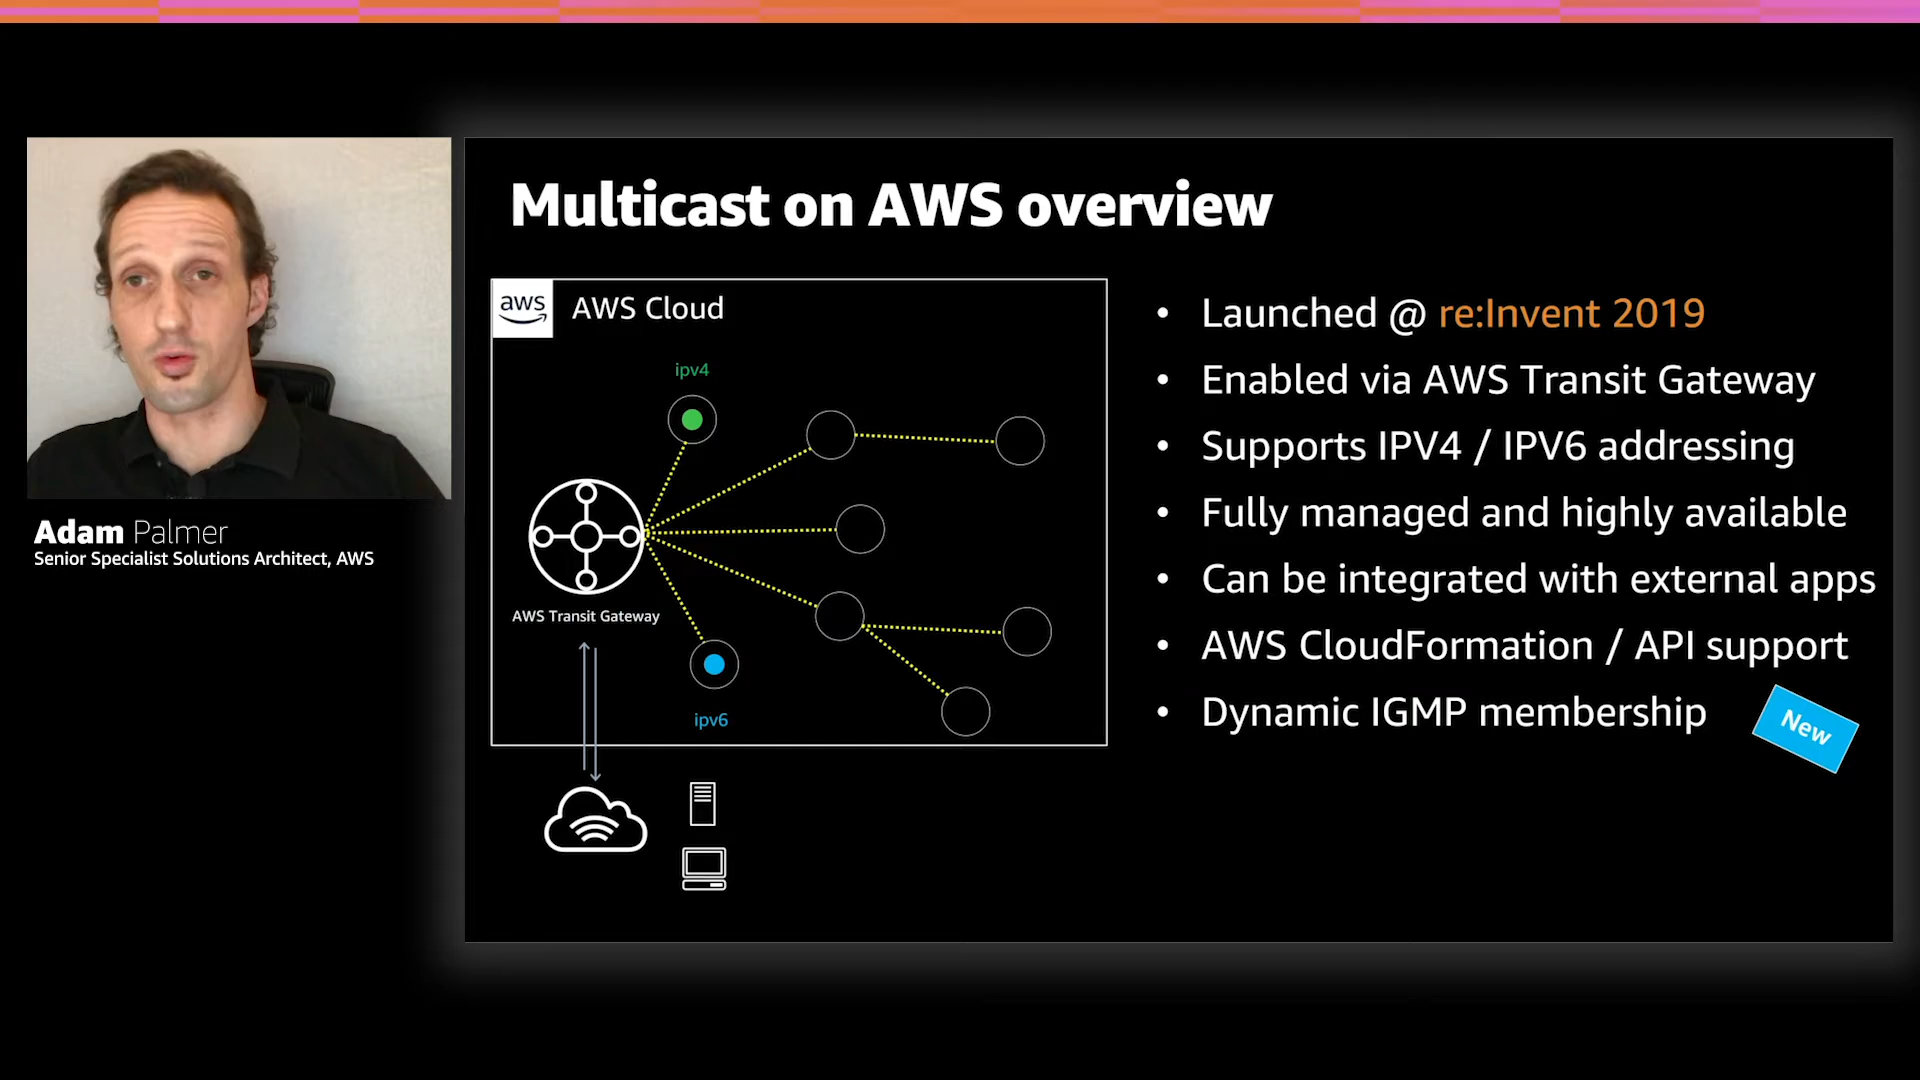 Multicast on AWS overview
aws
AWS Cloud
ipv4
AWS Transit Gateway
ipv6
• Launched @ re:Invent 2019
• Enabled via AWS Transit Gateway
• Supports IPV4 / IPV6 addressing
• Fully managed and highly available
• Can be integrated with external apps
• AWS CloudFormation / API support
• Dynamic IGMP membership
New
Adam Palmer
Senior Specialist Solutions Architect, AWS